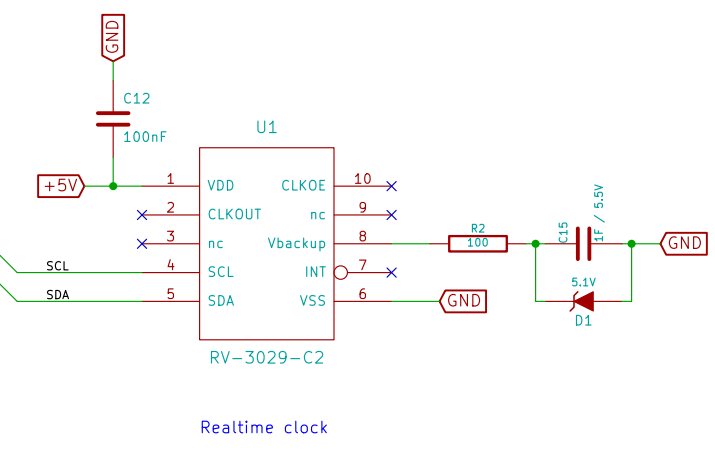 GND
C12
100nF
U1
+5V
1 VDD CLKOE 10
2 CLKOUT nc 9
3 nc Vbackup 8
SCL 4 SCL INT 7
SDA 5 SDA VSS 6
GND
R2
100
C15
1F / 5.5V
GND
5.1V
D1
RV-3029-C2
Realtime clock